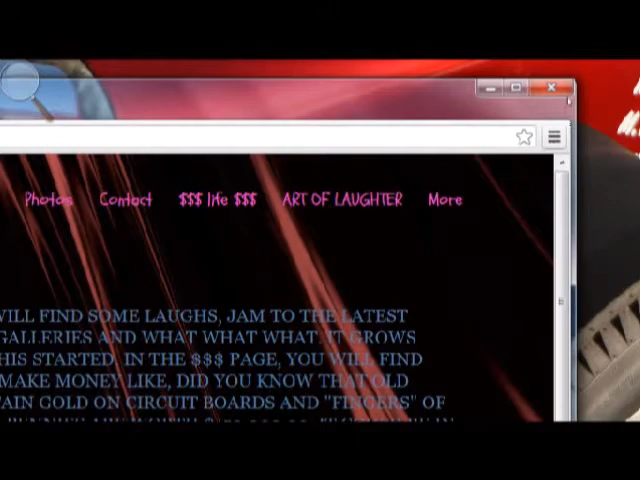 Photos Contact $$$ life $$$ ART OF LAUGHTER More
WILL FIND SOME LAUGHS, JAM TO THE LATEST
GALLERIES AND WHAT WHAT WHAT. IT GROWS
HIS STARTED. IN THE $$$ PAGE, YOU WILL FIND
MAKE MONEY LIKE, DID YOU KNOW THAT OLD
TAIN GOLD ON CIRCUIT BOARDS AND "FINGERS" OF